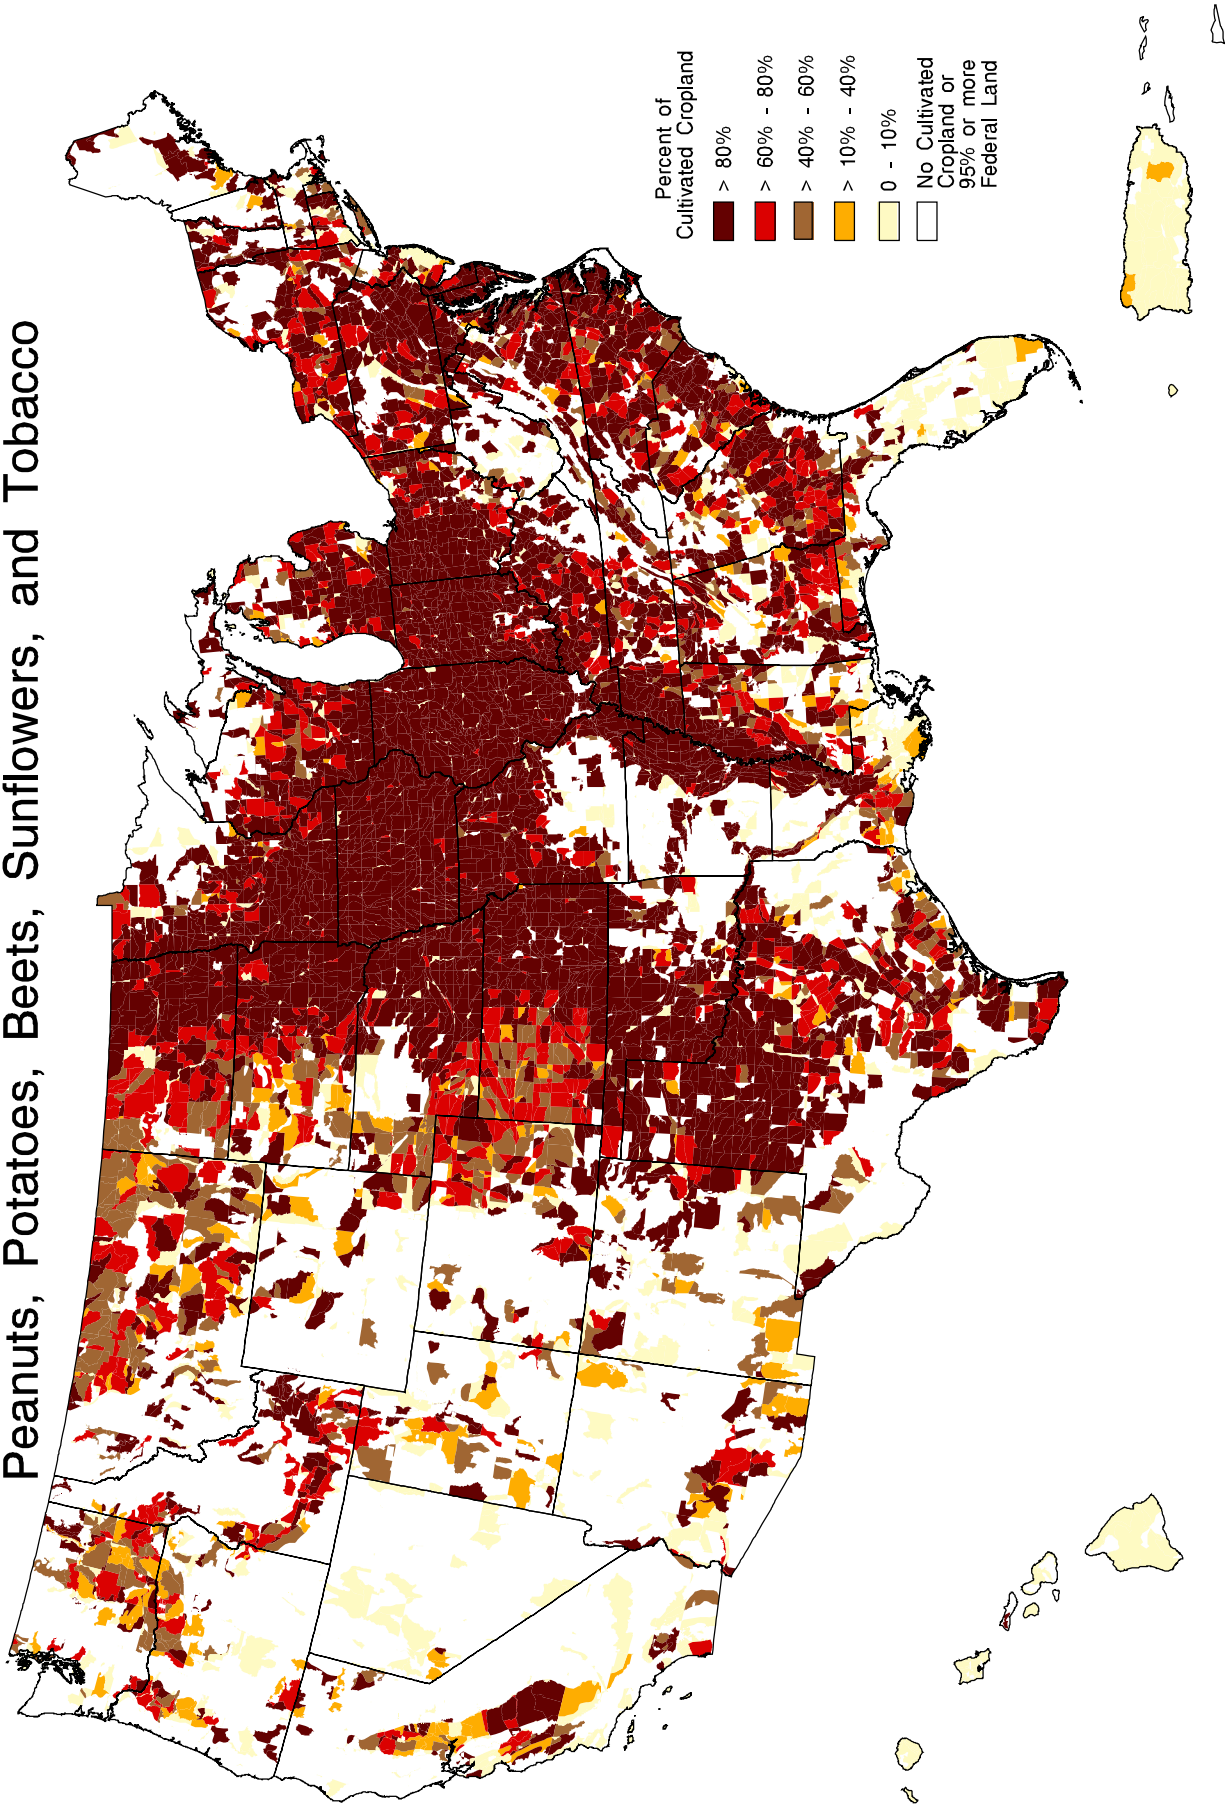 Peanuts, Potatoes, Beets, Sunflowers, and Tobacco
Percent of
Cultivated Cropland
> 80%
> 60% - 80%
> 40% - 60%
> 10% - 40%
0 - 10%
No Cultivated
Cropland or
95% or more
Federal Land